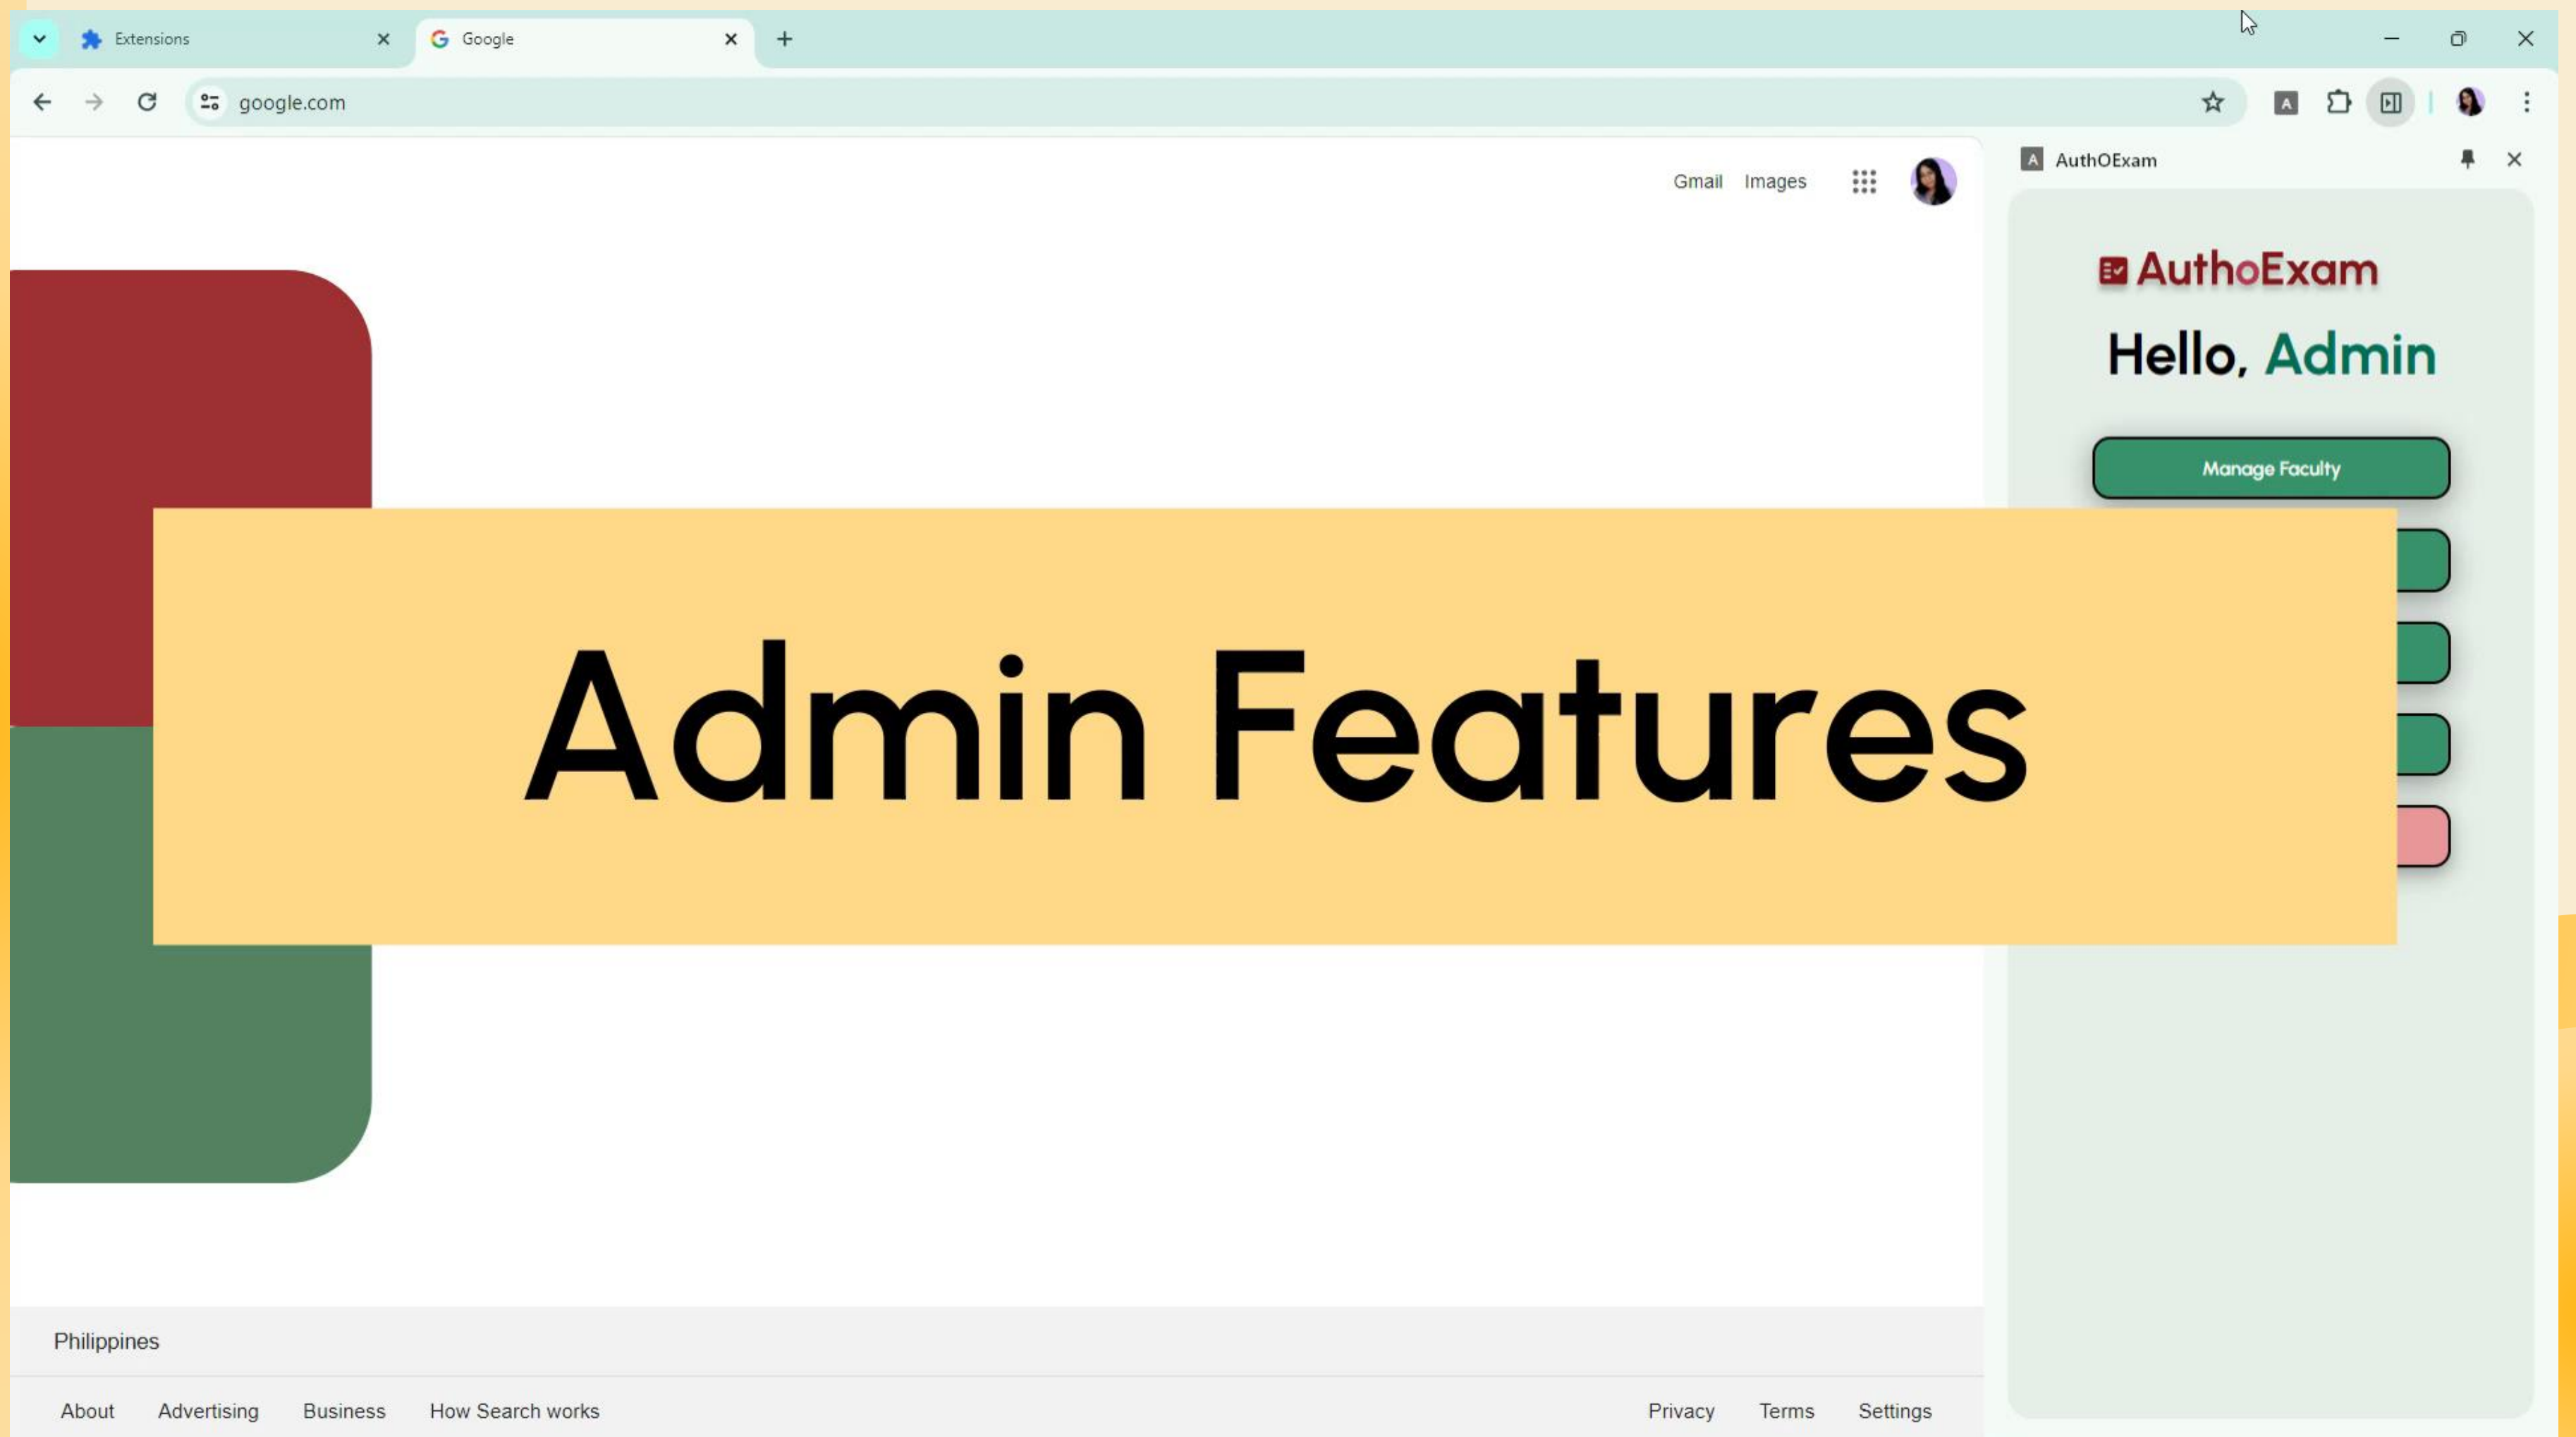 Extensions
Google
google.com
A
Gmail Images
A AuthOExam
AuthoExam
Hello, Admin
Manage Faculty
Admin Features
Philippines
About Advertising Business How Search works
Privacy Terms Settings